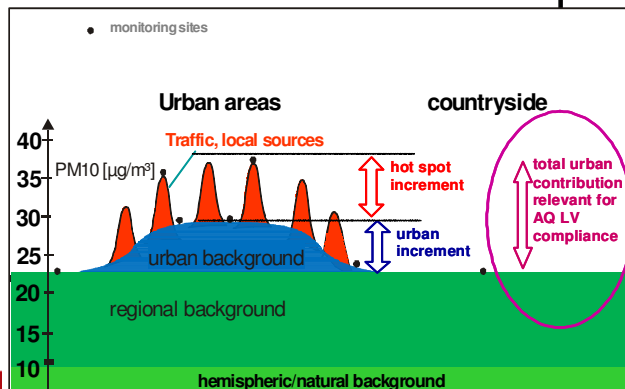 monitoring sites
Urban areas
countryside
40
35
30
25
20
15
10
PM10 [µg/m³]
Traffic, local sources
hot spot
increment
urban
increment
total urban
contribution
relevant for
AQ LV
compliance
urban background
regional background
hemispheric/natural background